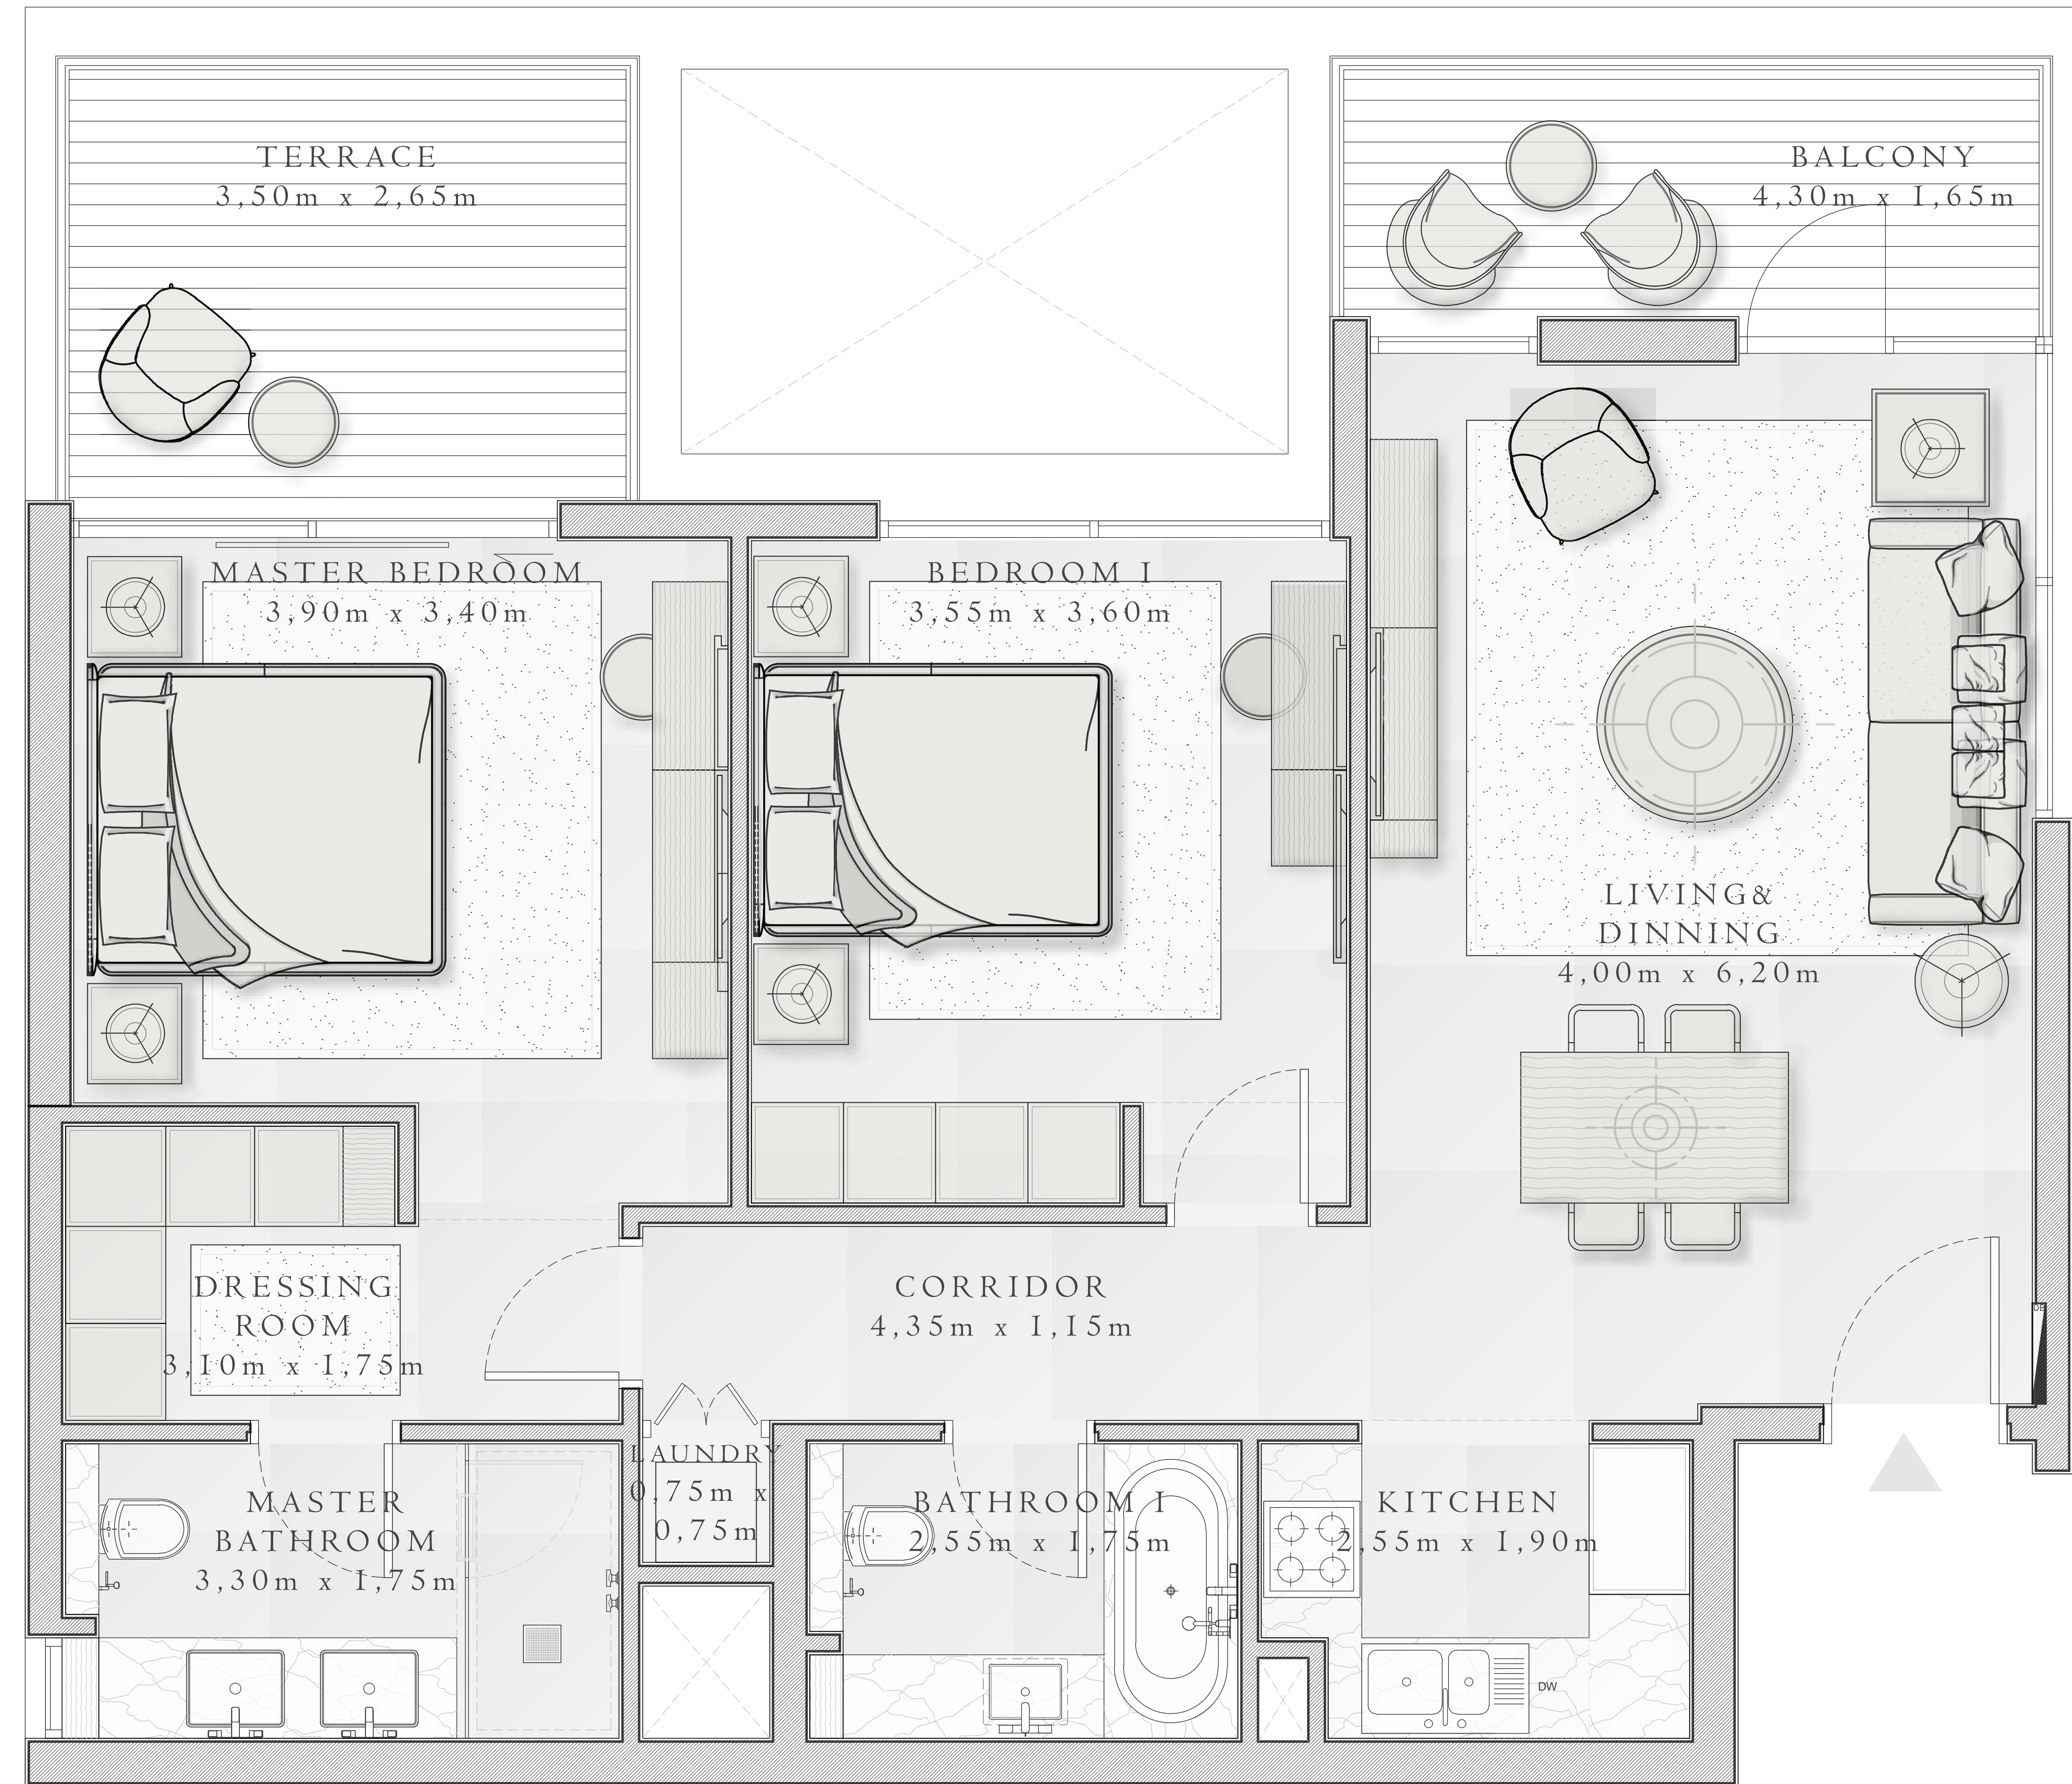 TERRACE
3,50m x 2,65m
BALCONY
4,30m x 1,65m
MASTER BEDROOM
3,90m x 3,40m
BEDROOM I
3,55m x 3,60m
LIVING&
DINNING
4,00m x 6,20m
DRESSING
ROOM
3,10m x 1,75m
CORRIDOR
4,35m x 1,15m
DB
LAUNDRY
0,75m x
0,75m
MASTER
BATHROOM
3,30m x 1,75m
BATHROOM I
2,55m x 1,75m
KITCHEN
2,55m x 1,90m
DW